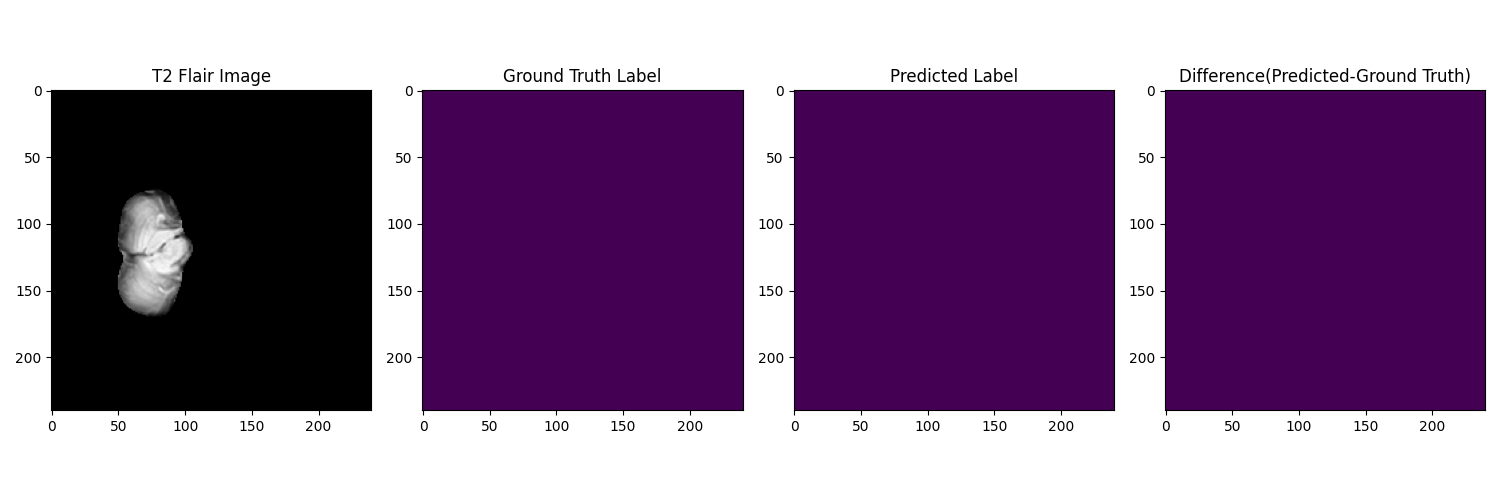 T2 Flair Image Ground Truth Label Predicted Label Difference(Predicted-Ground Truth)
0 0 0 0
50 50 50 50
100 100 100 100
150 150 150 150
200 200 200 200
0 50 100 150 200 0 50 100 150 200 0 50 100 150 200 0 50 100 150 200